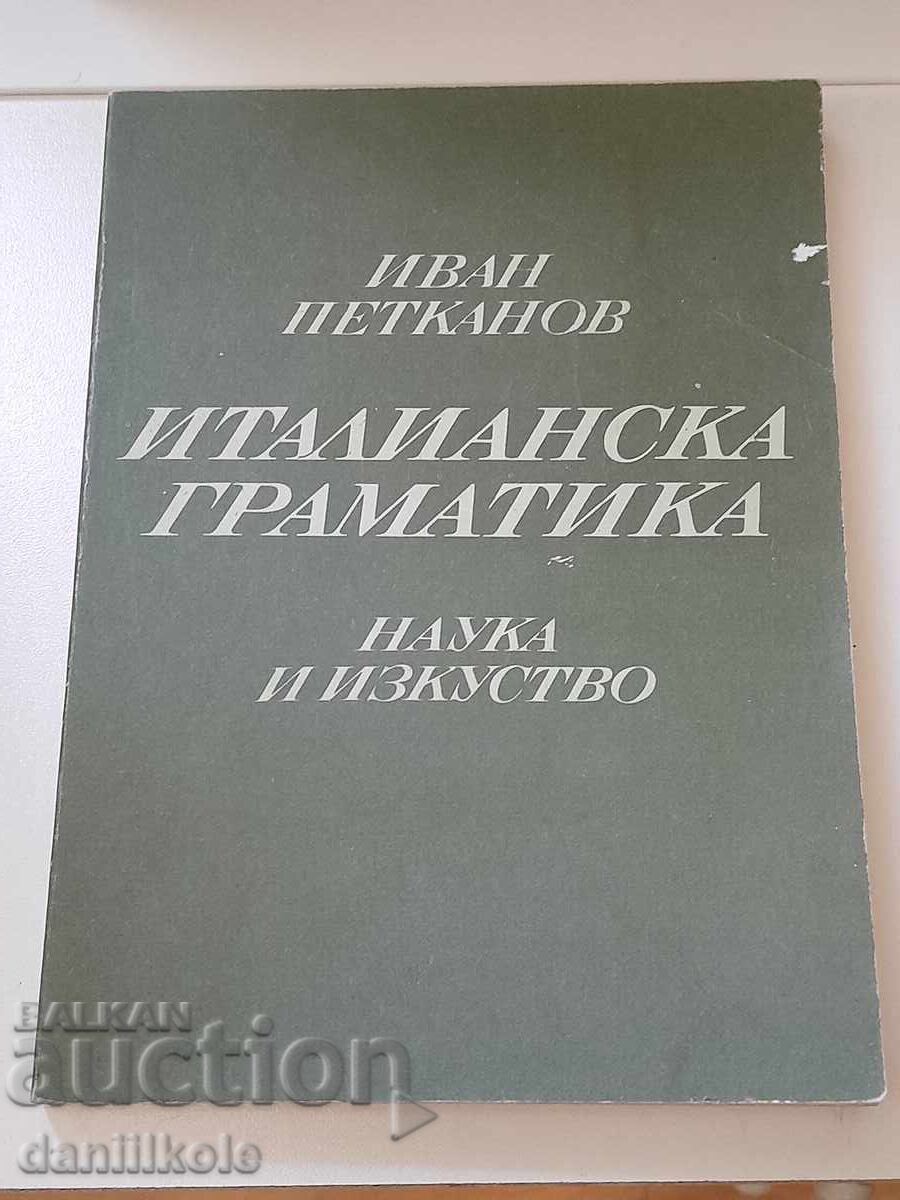 ИВАН
ПЕТКАНОВ
ИТАЛИАНСКА
ГРАМАТИКА
НАУКА
И ИЗКУСТВО
BALKAN
auction
daniilkole